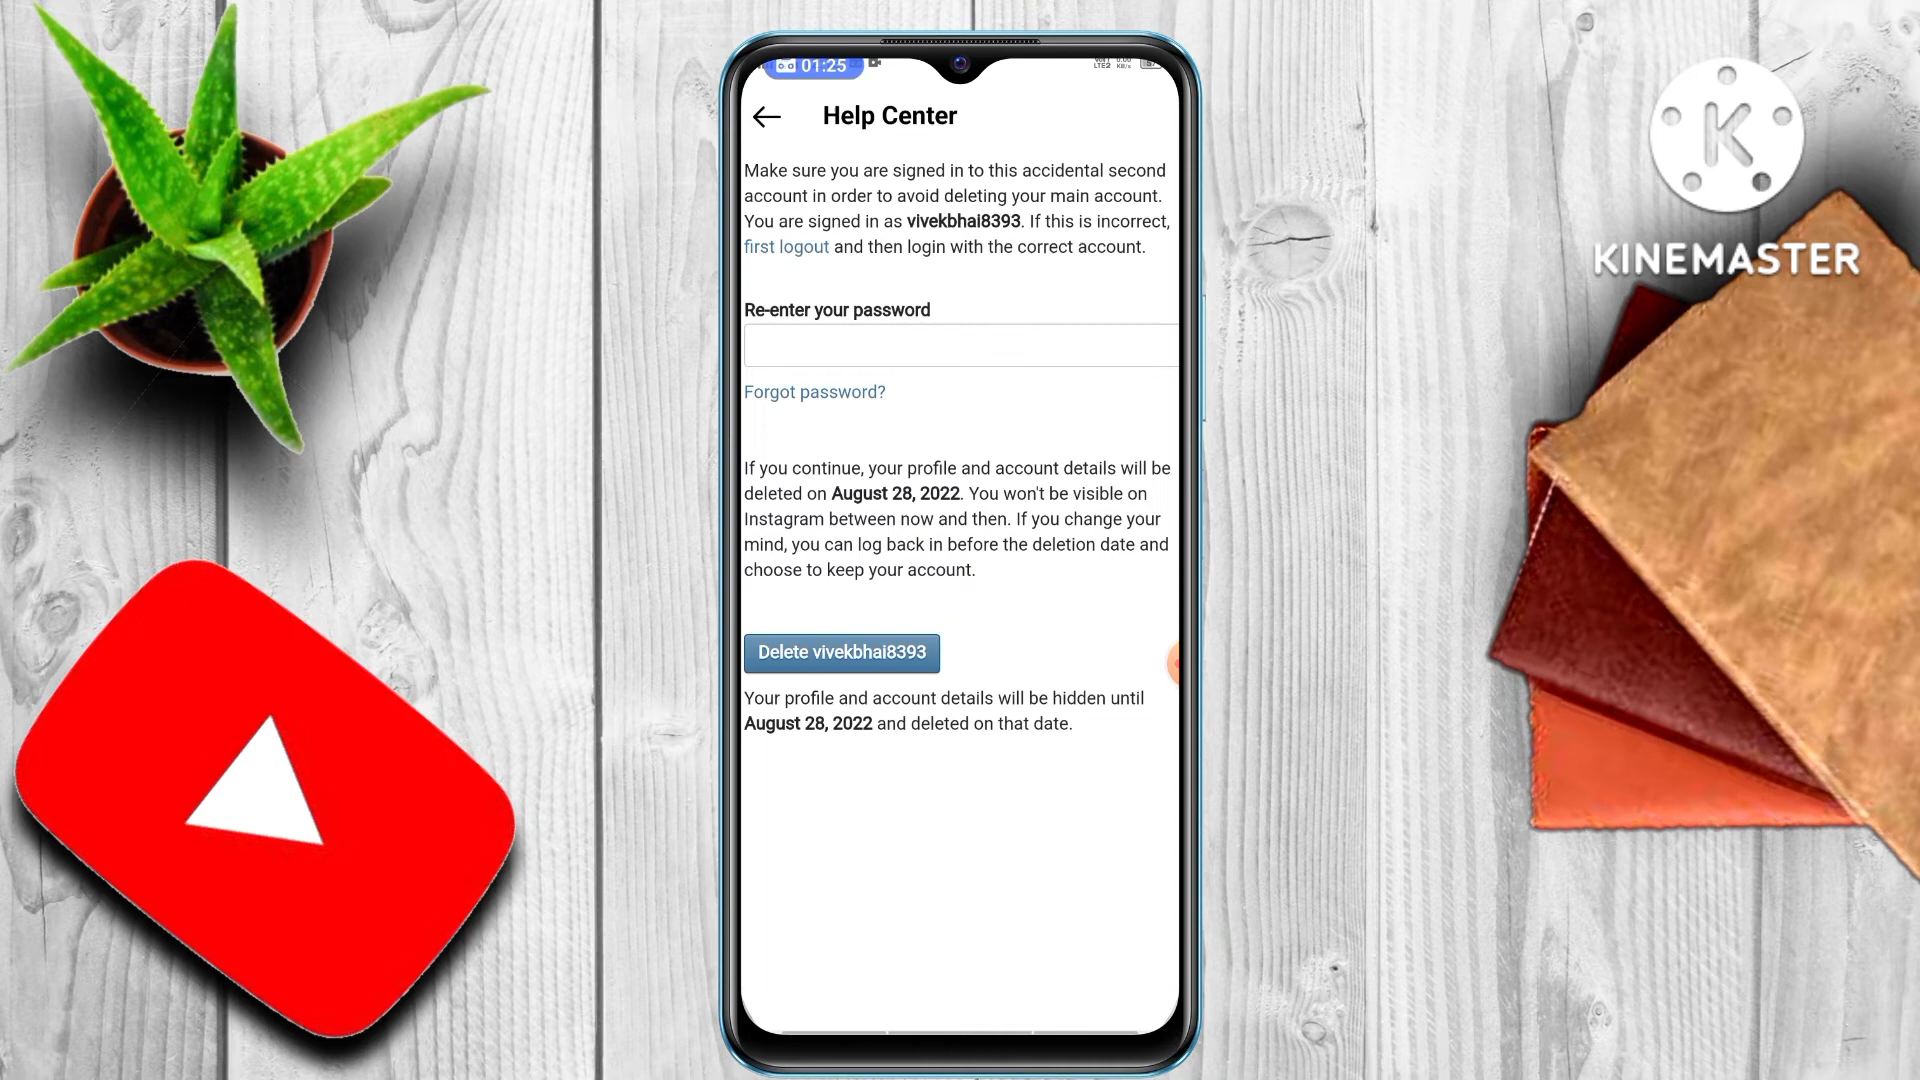 01:25
LTE2 KB/s
Help Center
Make sure you are signed in to this accidental second
account in order to avoid deleting your main account.
You are signed in as vivekbhai8393. If this is incorrect,
first logout and then login with the correct account.
Re-enter your password
Forgot password?
If you continue, your profile and account details will be
deleted on August 28, 2022. You won't be visible on
Instagram between now and then. If you change your
mind, you can log back in before the deletion date and
choose to keep your account.
Delete vivekbhai8393
Your profile and account details will be hidden until
August 28, 2022 and deleted on that date.
K
KINEMASTER